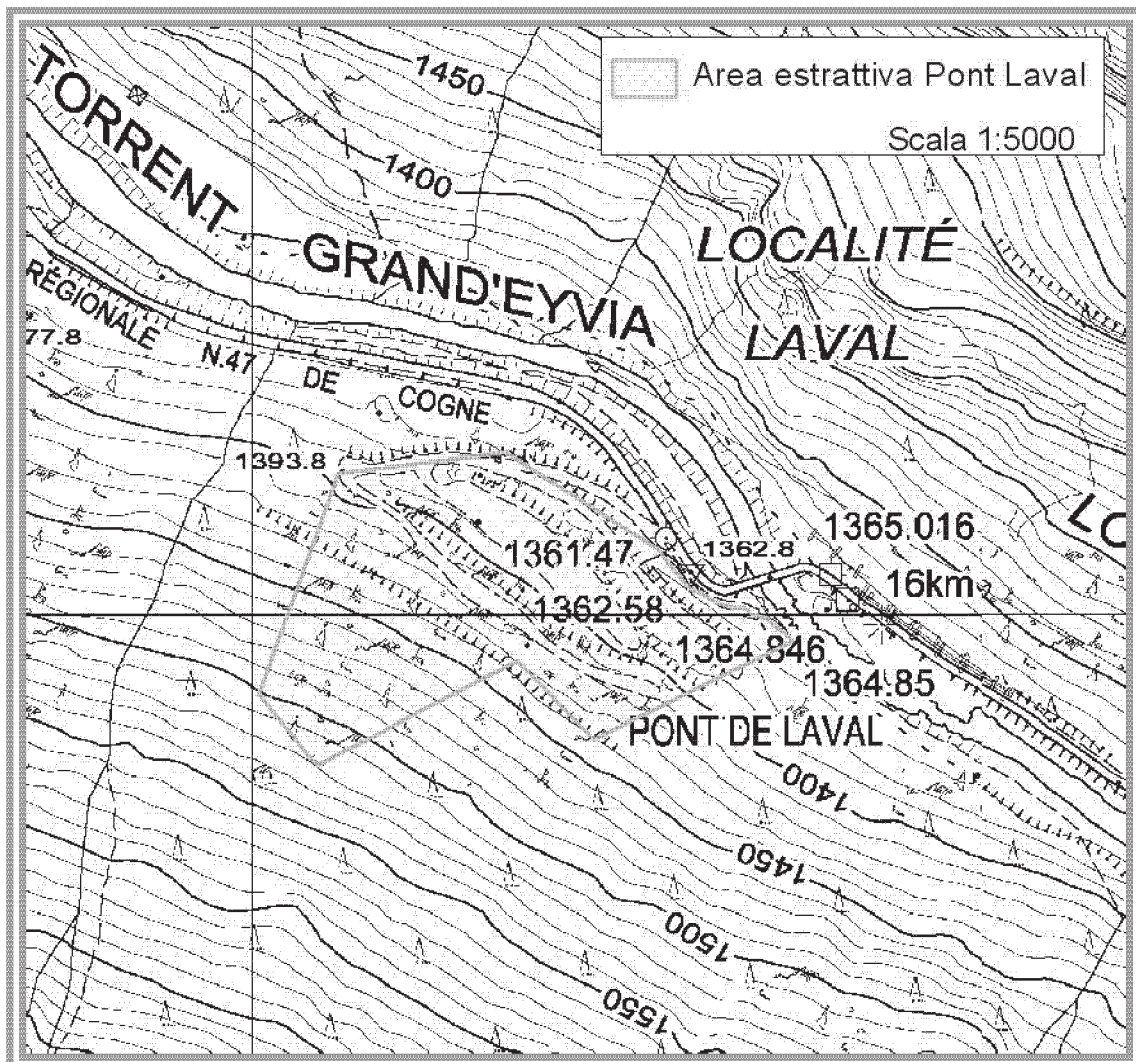 Area estrattiva Pont Laval
Scala 1:5000
1450
1400
TORRENT GRAND'EYVIA
LOCALITÉ
LAVAL
RÉGIONALE N.47 DE COGNE
77.8
1393.8
LO
1365.016
1361.47
1362.8
16km
1362.58
1364.846
1364.85
PONT DE LAVAL
1400
1450
1500
1550